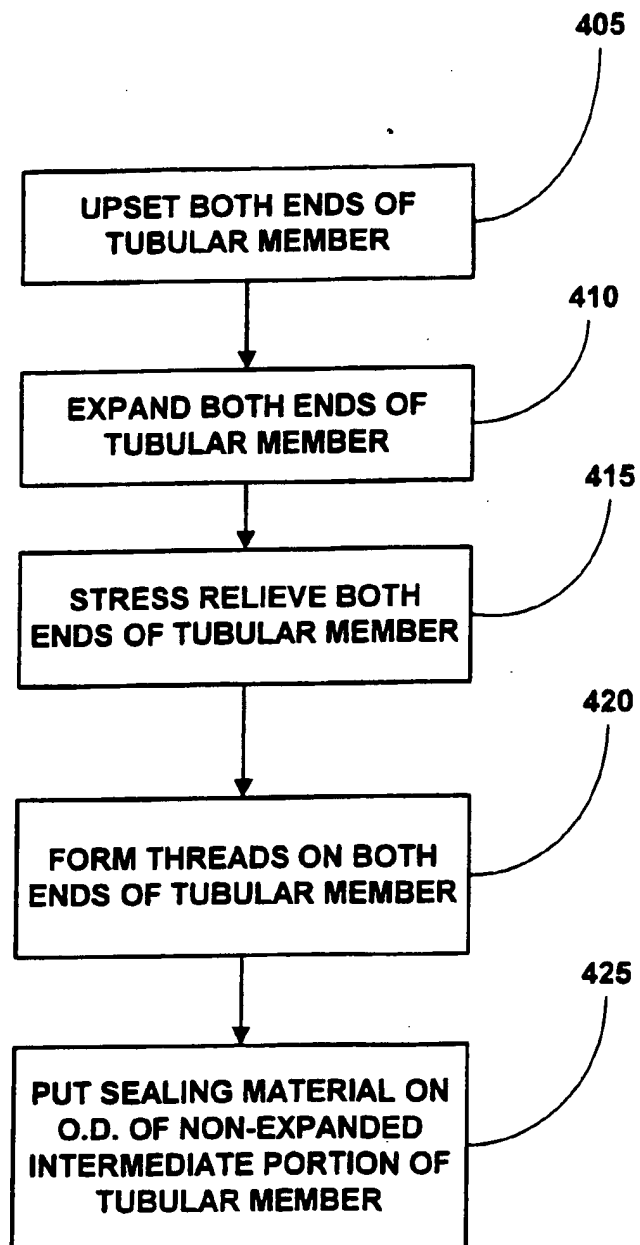 405
UPSET BOTH ENDS OF
TUBULAR MEMBER
410
EXPAND BOTH ENDS OF
TUBULAR MEMBER
415
STRESS RELIEVE BOTH
ENDS OF TUBULAR MEMBER
420
FORM THREADS ON BOTH
ENDS OF TUBULAR MEMBER
425
PUT SEALING MATERIAL ON
O.D. OF NON-EXPANDED
INTERMEDIATE PORTION OF
TUBULAR MEMBER